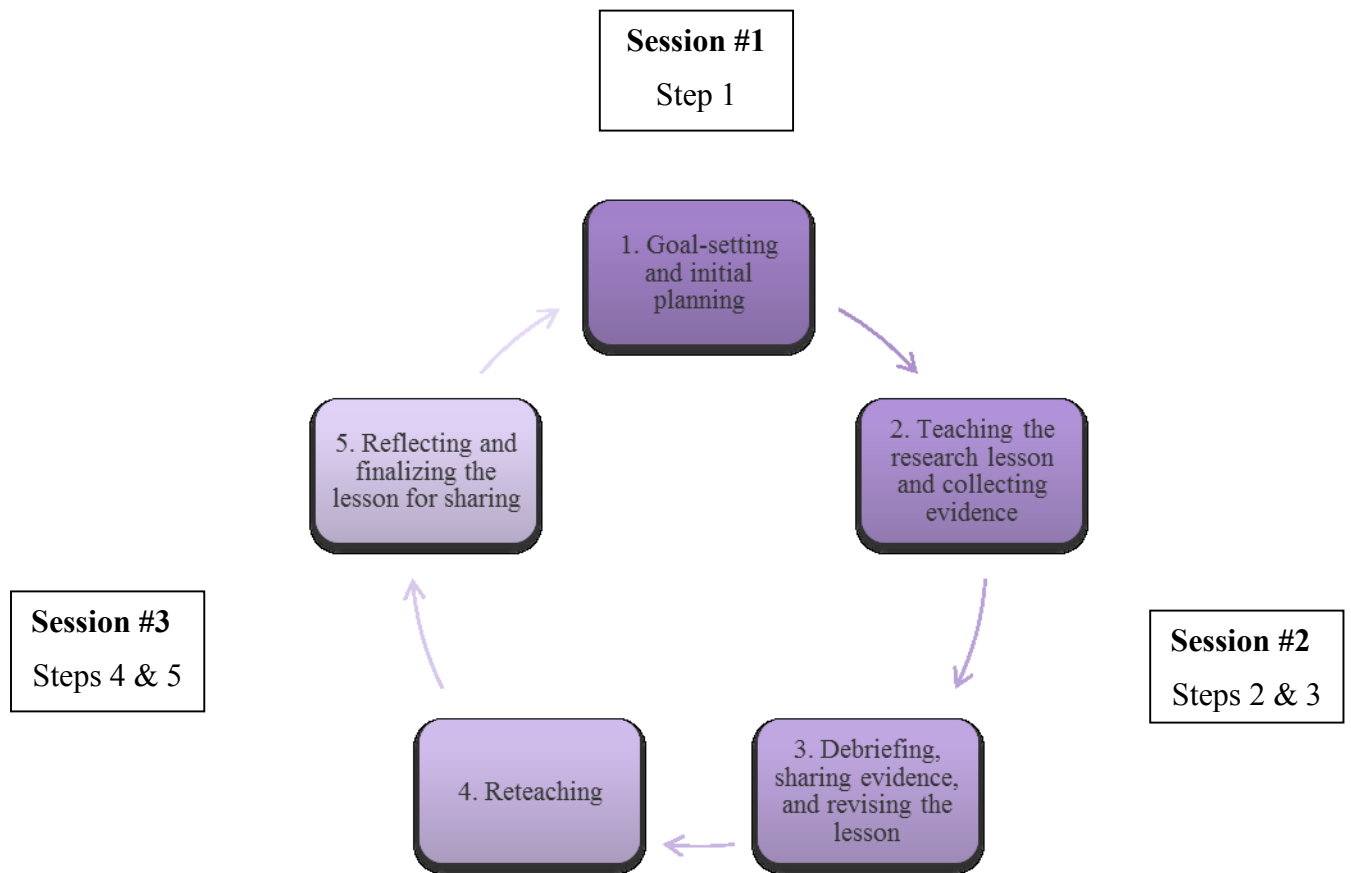 Session #1
Step 1
1. Goal-setting
and initial
planning
2. Teaching the
research lesson
and collecting
evidence
Session #2
Steps 2 & 3
3. Debriefing,
sharing evidence,
and revising the
lesson
4. Reteaching
Session #3
Steps 4 & 5
5. Reflecting and
finalizing the
lesson for sharing